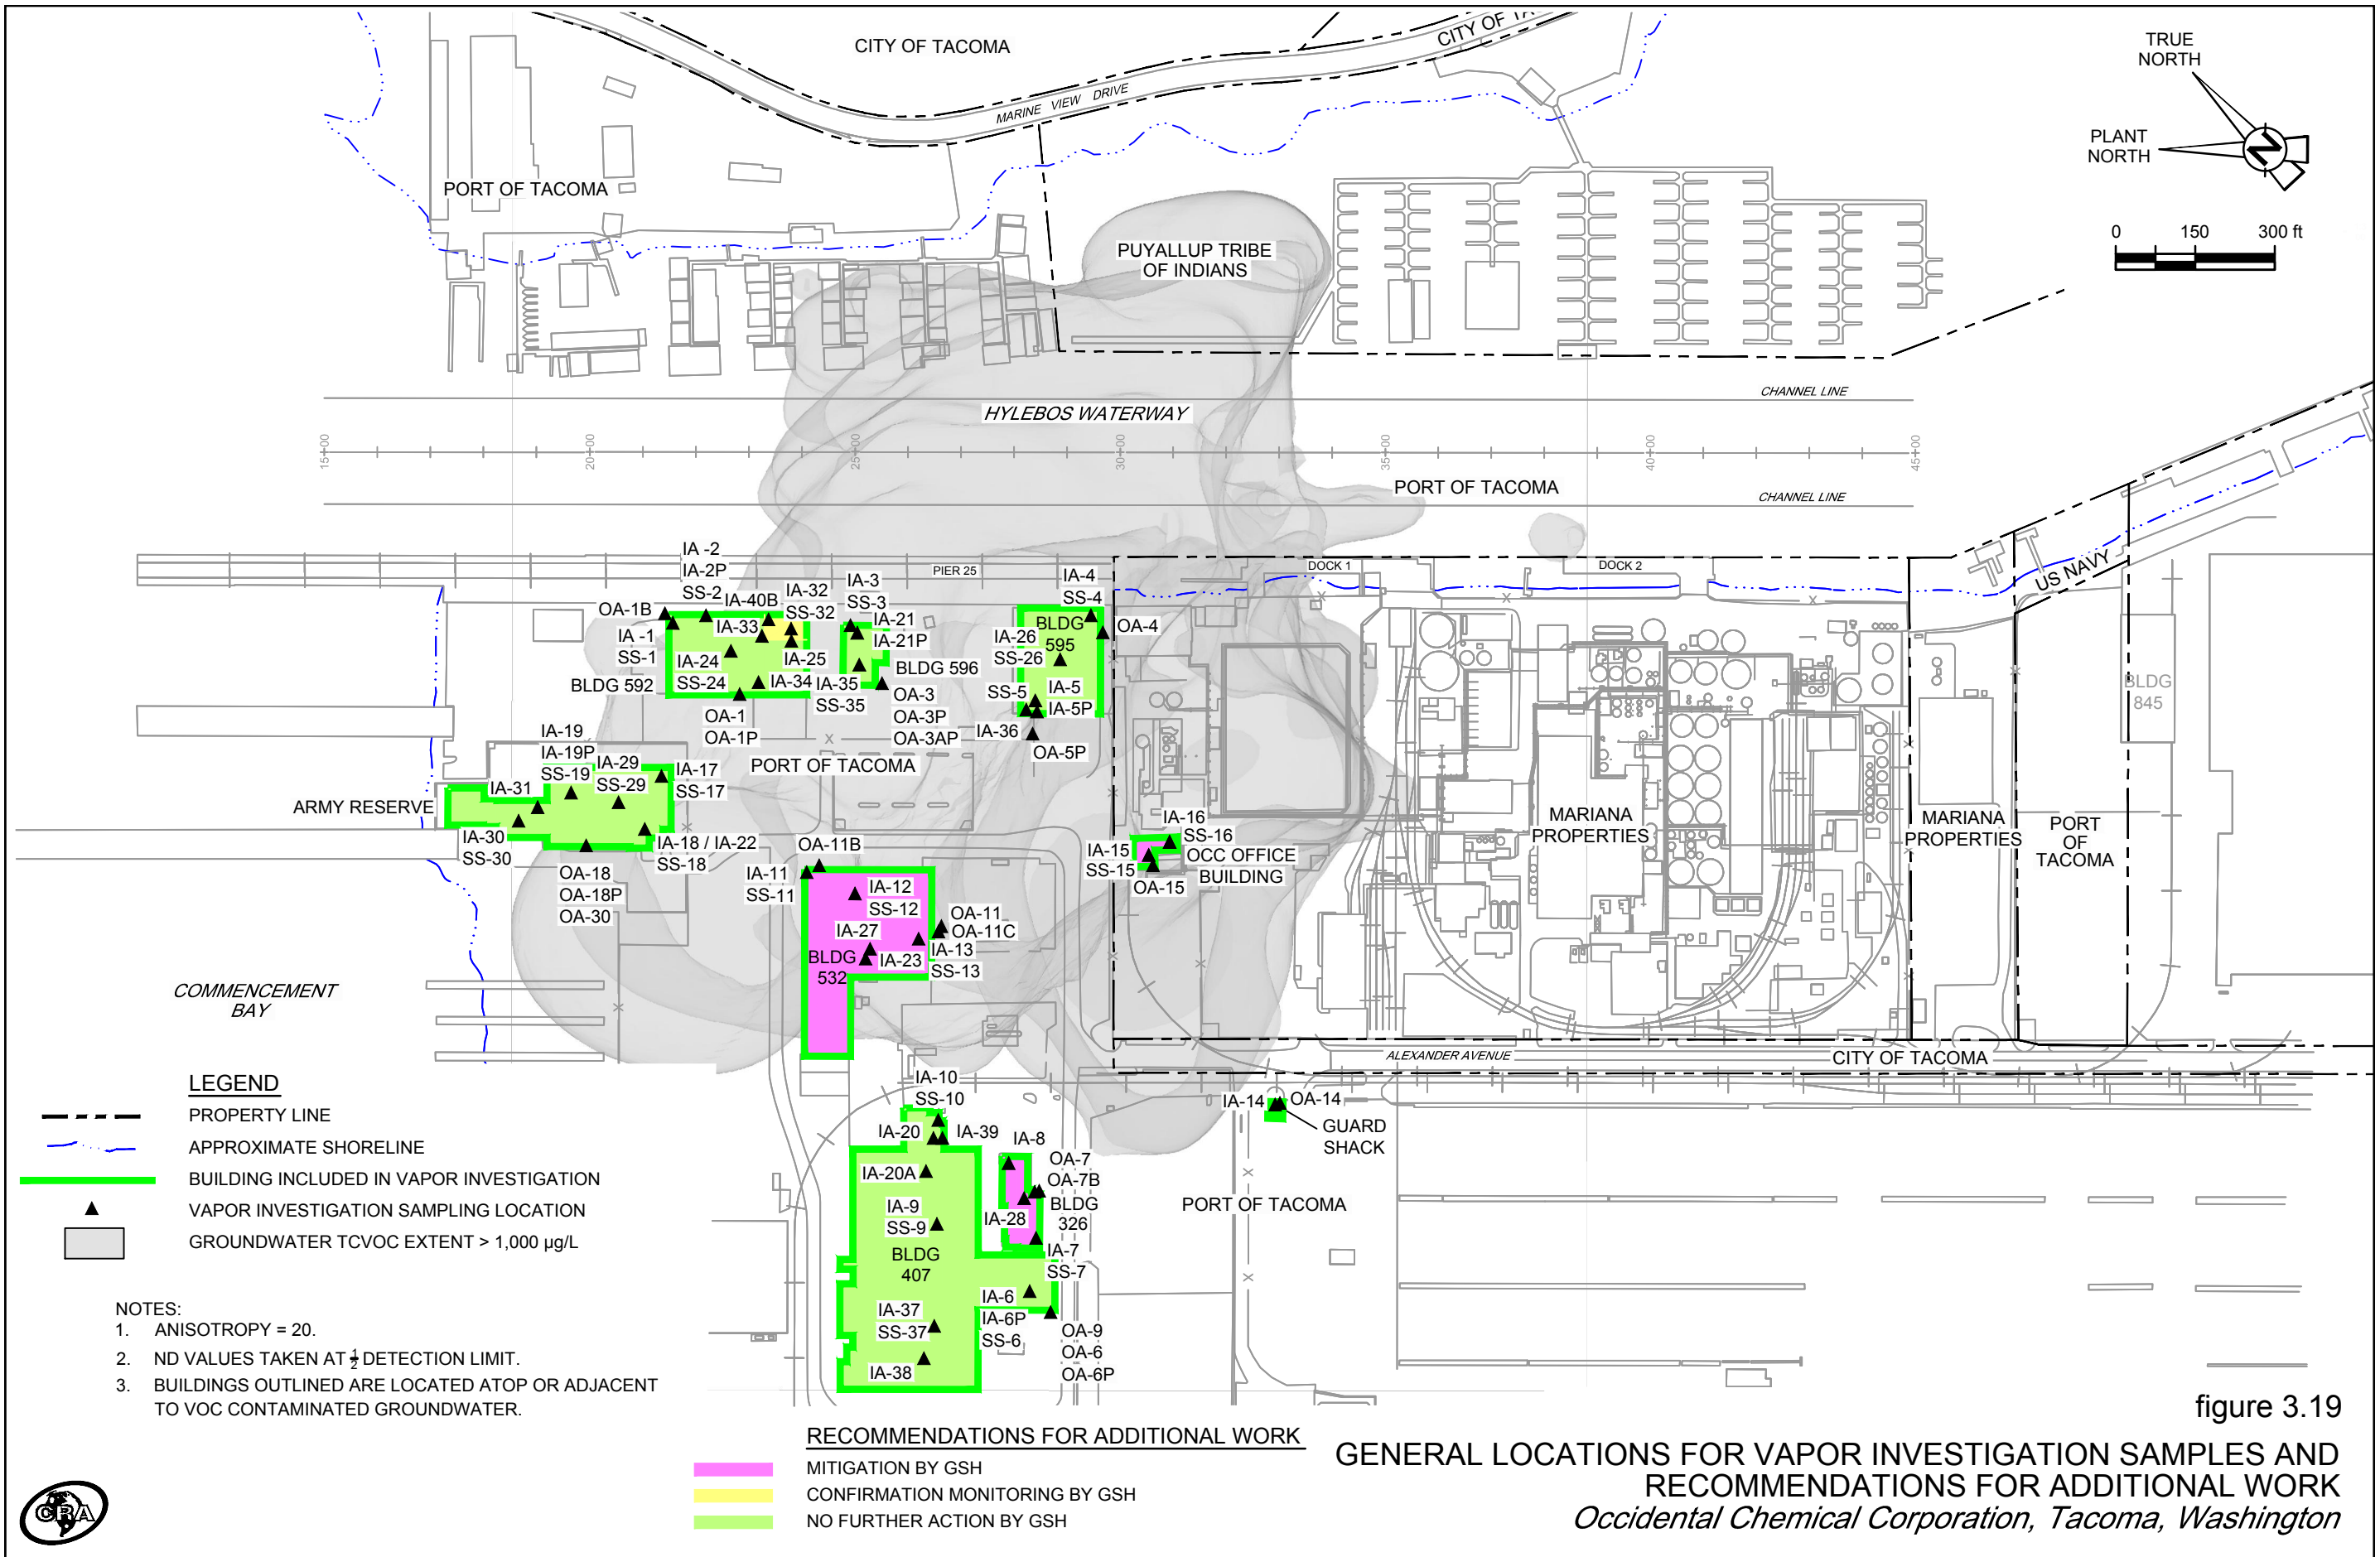 CITY OF TACOMA
CITY OF TA
MARINE VIEW DRIVE
TRUE
NORTH
PLANT
NORTH
N
0 150 300 ft
PORT OF TACOMA
PUYALLUP TRIBE
OF INDIANS
CHANNEL LINE
HYLEBOS WATERWAY
15+00
20+00
25+00
30+00
35+00
40+00
45+00
PORT OF TACOMA
CHANNEL LINE
PIER 25
DOCK 1
DOCK 2
US NAVY
IA -2
IA-2P
SS-2
OA-1B
IA-40B
IA-32
SS-32
IA-33
IA -1
SS-1
IA-24
SS-24
IA-25
IA-34
BLDG 592
OA-1
OA-1P
IA-3
SS-3
IA-21
IA-21P
BLDG 596
IA-35
SS-35
OA-3
OA-3P
OA-3AP
IA-4
SS-4
BLDG
595
OA-4
IA-26
SS-26
SS-5
IA-5
IA-5P
IA-36
OA-5P
BLDG
845
IA-19
IA-19P
SS-19
IA-29
SS-29
IA-17
SS-17
IA-31
ARMY RESERVE
IA-30
SS-30
IA-18 / IA-22
SS-18
OA-18
OA-18P
OA-30
PORT OF TACOMA
OA-11B
IA-11
SS-11
IA-12
SS-12
OA-11
OA-11C
IA-27
IA-23
IA-13
SS-13
BLDG
532
IA-16
SS-16
IA-15
SS-15
OCC OFFICE
BUILDING
OA-15
MARIANA
PROPERTIES
MARIANA
PROPERTIES
PORT
OF
TACOMA
COMMENCEMENT
BAY
ALEXANDER AVENUE
CITY OF TACOMA
IA-10
SS-10
IA-20
IA-39
IA-20A
IA-9
SS-9
BLDG
407
IA-37
SS-37
IA-38
IA-8
OA-7
OA-7B
BLDG
326
IA-28
IA-7
SS-7
IA-6
IA-6P
SS-6
OA-9
OA-6
OA-6P
IA-14
OA-14
GUARD
SHACK
PORT OF TACOMA
LEGEND
PROPERTY LINE
APPROXIMATE SHORELINE
BUILDING INCLUDED IN VAPOR INVESTIGATION
VAPOR INVESTIGATION SAMPLING LOCATION
GROUNDWATER TCVOC EXTENT > 1,000 µg/L
NOTES:
1. ANISOTROPY = 20.
2. ND VALUES TAKEN AT ½ DETECTION LIMIT.
3. BUILDINGS OUTLINED ARE LOCATED ATOP OR ADJACENT
TO VOC CONTAMINATED GROUNDWATER.
RECOMMENDATIONS FOR ADDITIONAL WORK
MITIGATION BY GSH
CONFIRMATION MONITORING BY GSH
NO FURTHER ACTION BY GSH
figure 3.19
GENERAL LOCATIONS FOR VAPOR INVESTIGATION SAMPLES AND
RECOMMENDATIONS FOR ADDITIONAL WORK
Occidental Chemical Corporation, Tacoma, Washington
CRA